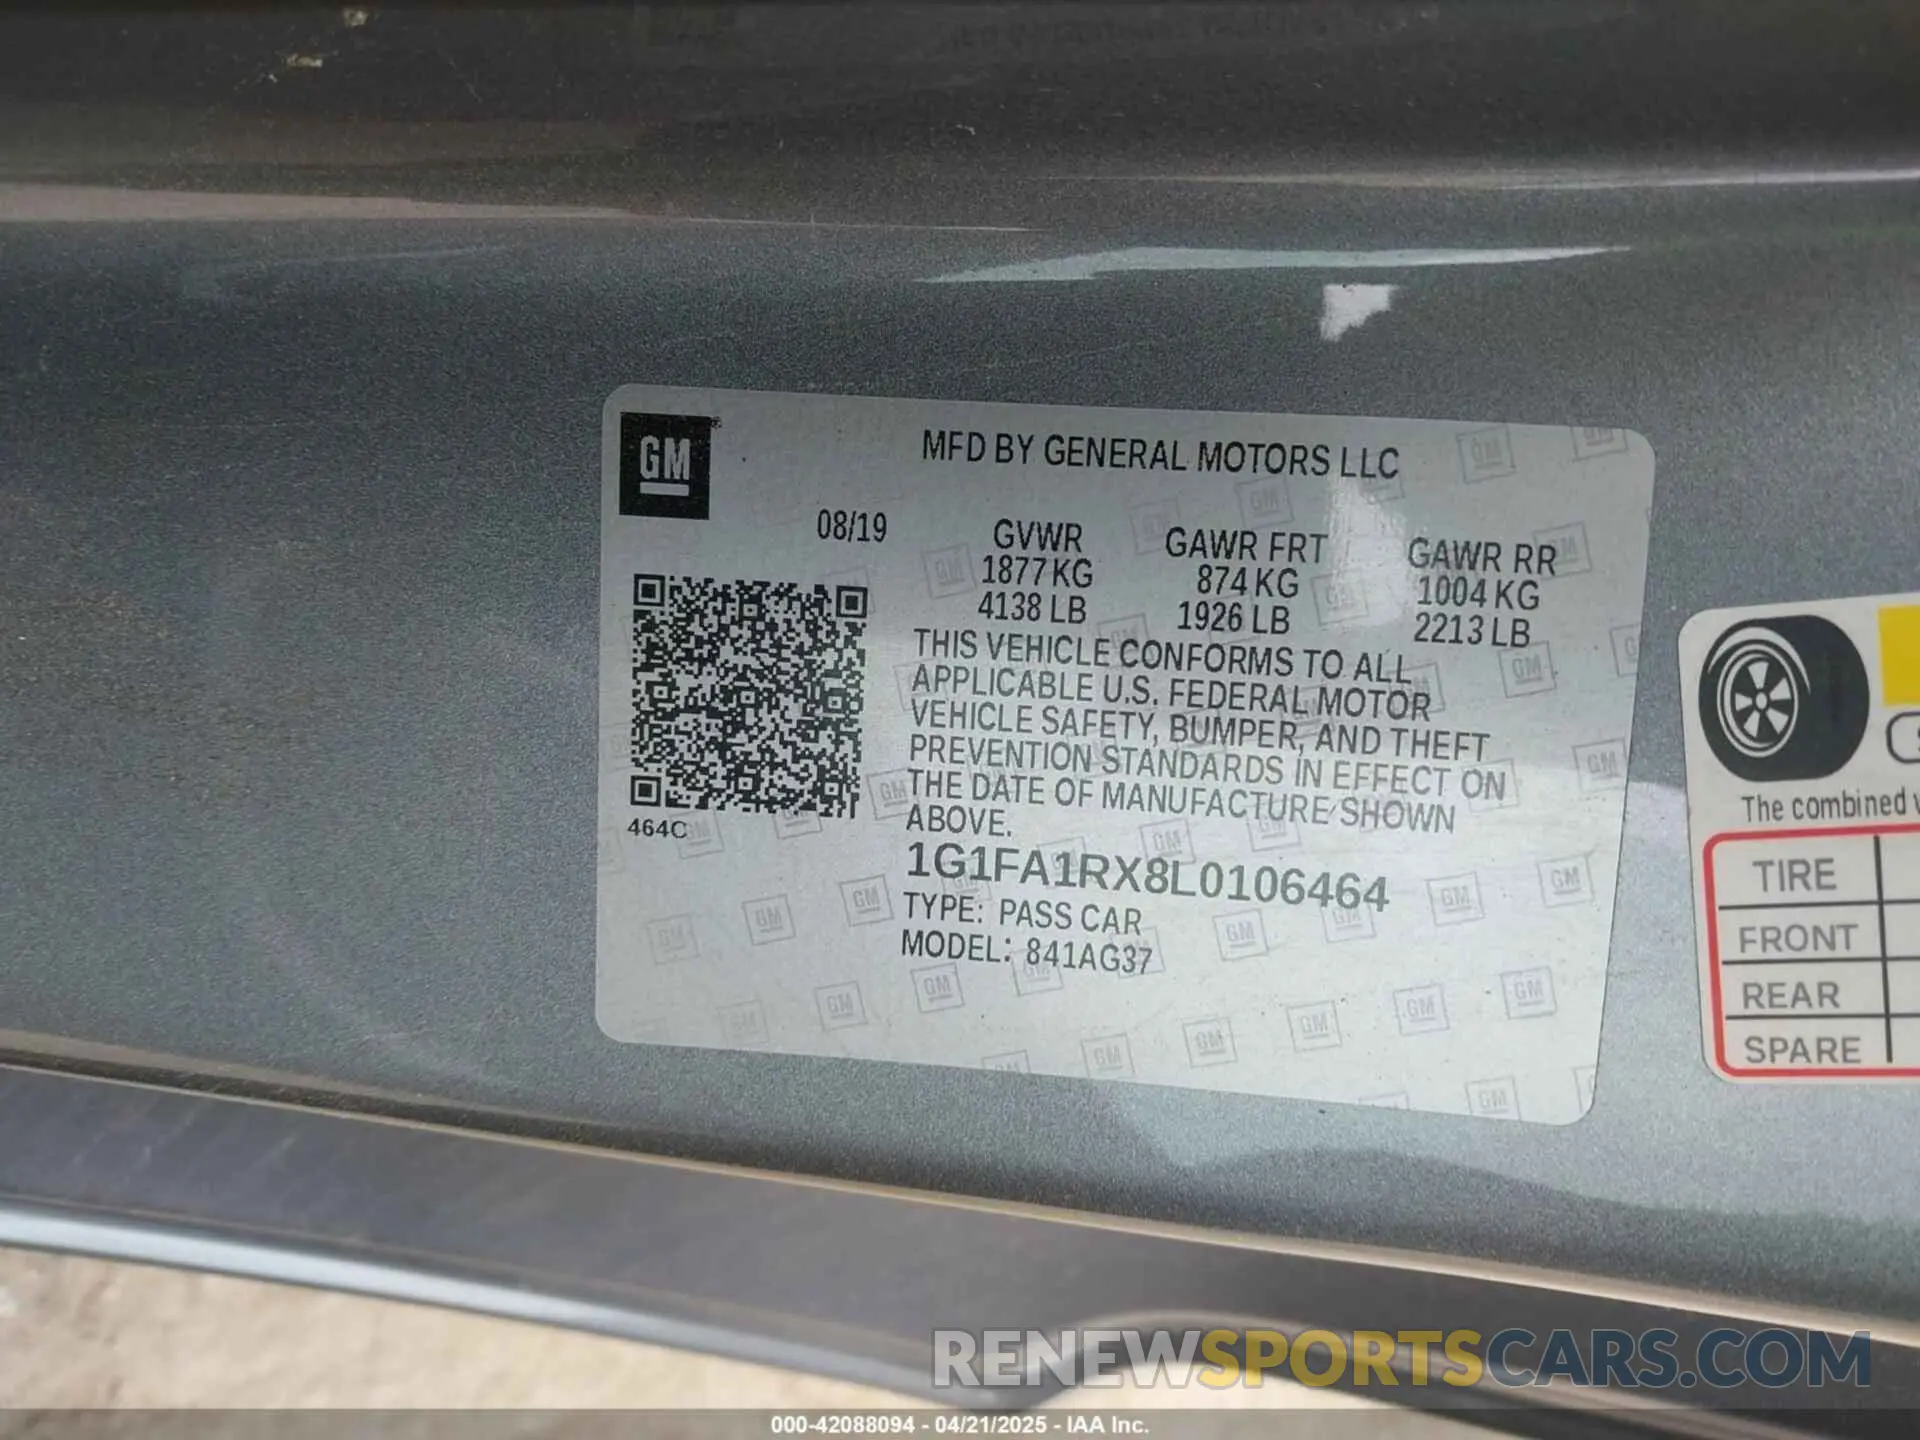 GM
MFD BY GENERAL MOTORS LLC
08/19
GVWR
1877 KG
4138 LB
GAWR FRT
874 KG
1926 LB
GAWR RR
1004 KG
2213 LB
THIS VEHICLE CONFORMS TO ALL
APPLICABLE U.S. FEDERAL MOTOR
VEHICLE SAFETY, BUMPER, AND THEFT
PREVENTION STANDARDS IN EFFECT ON
THE DATE OF MANUFACTURE SHOWN
ABOVE.
464C
1G1FA1RX8L0106464
TYPE: PASS CAR
MODEL: 841AG37
The combined
TIRE
FRONT
REAR
SPARE
RENEWSPORTSCARS.COM
000-42088094 - 04/21/2025 - IAA Inc.